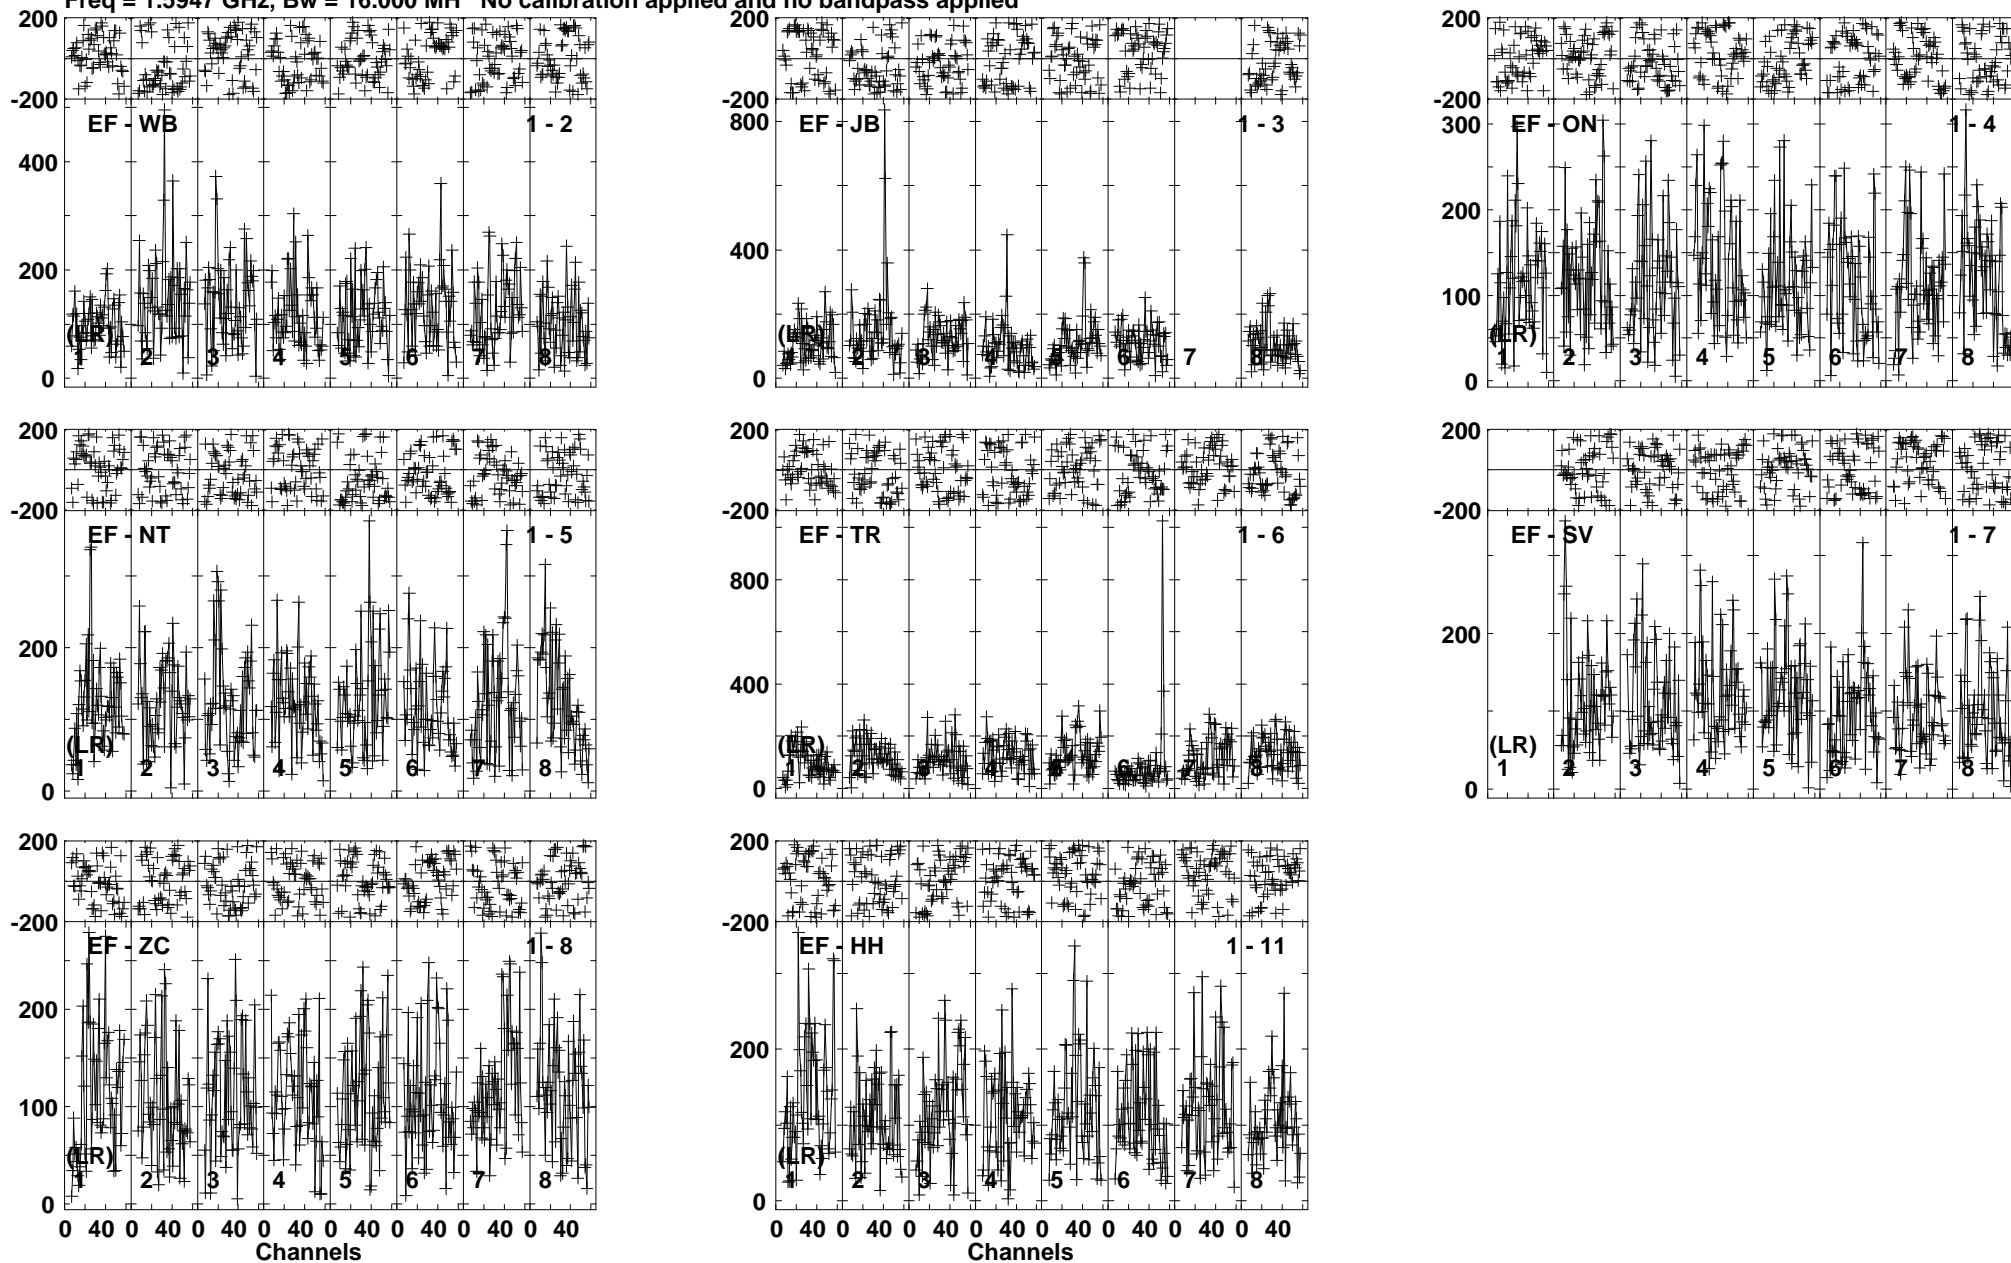 Freq = 1.5947 GHz, Bw = 16.000 MH No calibration applied and no bandpass applied
200
-200
EF - WB 1 - 2
400
200
0
(LR)
1 2 3 4 5 6 7 8
200
-200
EF - JB 1 - 3
800
400
0
(LR)
1 2 3 4 5 6 7 8
200
-200
EF - ON 1 - 4
300
200
100
0
(LR)
1 2 3 4 5 6 7 8
200
-200
EF - NT 1 - 5
200
0
(LR)
1 2 3 4 5 6 7 8
200
-200
EF - TR 1 - 6
800
400
0
(LR)
1 2 3 4 5 6 7 8
200
-200
EF - SV 1 - 7
200
0
(LR)
1 2 3 4 5 6 7 8
200
-200
EF - ZC 1 - 8
200
100
0
(LR)
1 2 3 4 5 6 7 8
0 40 0 40 0 40 0 40 0 40 0 40 0 40 0 40
Channels
200
-200
EF - HH 1 - 11
200
0
(LR)
1 2 3 4 5 6 7 8
0 40 0 40 0 40 0 40 0 40 0 40 0 40 0 40
Channels